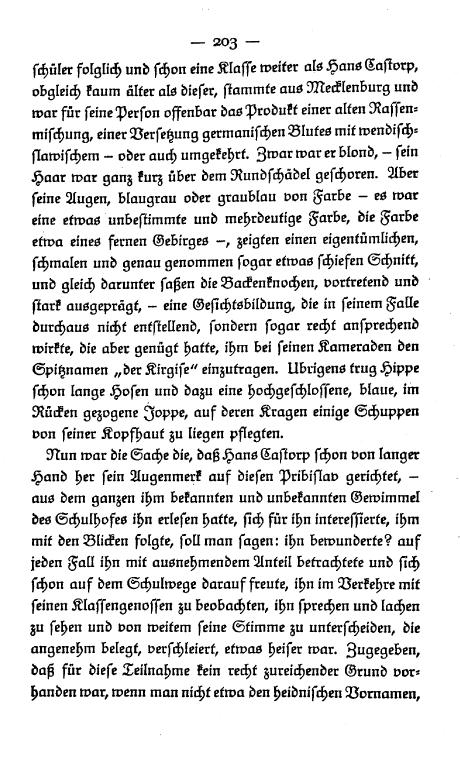 — 203 —
schüler folglich und schon eine Klasse weiter als Hans Castorp,
obgleich kaum älter als dieser, stammte aus Mecklenburg und
war für seine Person offenbar das Produkt einer alten Rassen-
mischung, einer Versetzung germanischen Blutes mit wendisch-
slawischem – oder auch umgekehrt. Zwar war er blond, – sein
Haar war ganz kurz über dem Rundschädel geschoren. Aber
seine Augen, blaugrau oder graublau von Farbe – es war
eine etwas unbestimmte und mehrdeutige Farbe, die Farbe
etwa eines fernen Gebirges –, zeigten einen eigentümlichen,
schmalen und genau genommen sogar etwas schiefen Schnitt,
und gleich darunter saßen die Backenknochen, vortretend und
stark ausgeprägt, – eine Gesichtsbildung, die in seinem Falle
durchaus nicht entstellend, sondern sogar recht ansprechend
wirkte, die aber genügt hatte, ihm bei seinen Kameraden den
Spitznamen „der Kirgise“ einzutragen. Übrigens trug Hippe
schon lange Hosen und dazu eine hochgeschlossene, blaue, im
Rücken gezogene Joppe, auf deren Kragen einige Schuppen
von seiner Kopfhaut zu liegen pflegten.
Nun war die Sache die, daß Hans Castorp schon von langer
Hand her sein Augenmerk auf diesen Pribislav gerichtet, –
aus dem ganzen ihm bekannten und unbekannten Gewimmel
des Schulhofes ihn erlesen hatte, sich für ihn interessierte, ihm
mit den Blicken folgte, soll man sagen: ihn bewunderte? auf
jeden Fall ihn mit ausnehmendem Anteil betrachtete und sich
schon auf dem Schulwege darauf freute, ihn im Verkehre mit
seinen Klassengenossen zu beobachten, ihn sprechen und lachen
zu sehen und von weitem seine Stimme zu unterscheiden, die
angenehm belegt, verschleiert, etwas heiser war. Zugegeben,
daß für diese Teilnahme kein recht zureichender Grund vor-
handen war, wenn man nicht etwa den heidnischen Vornamen,